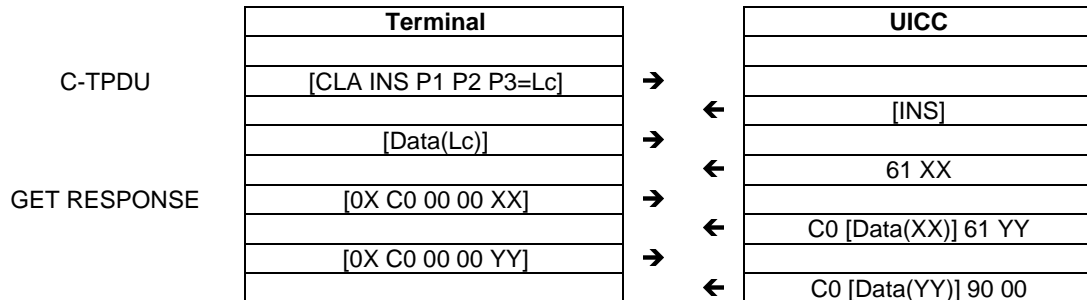 Terminal UICC
C-TPDU [CLA INS P1 P2 P3=Lc] →
← [INS]
[Data(Lc)] →
← 61 XX
GET RESPONSE [0X C0 00 00 XX] →
← C0 [Data(XX)] 61 YY
[0X C0 00 00 YY] →
← C0 [Data(YY)] 90 00